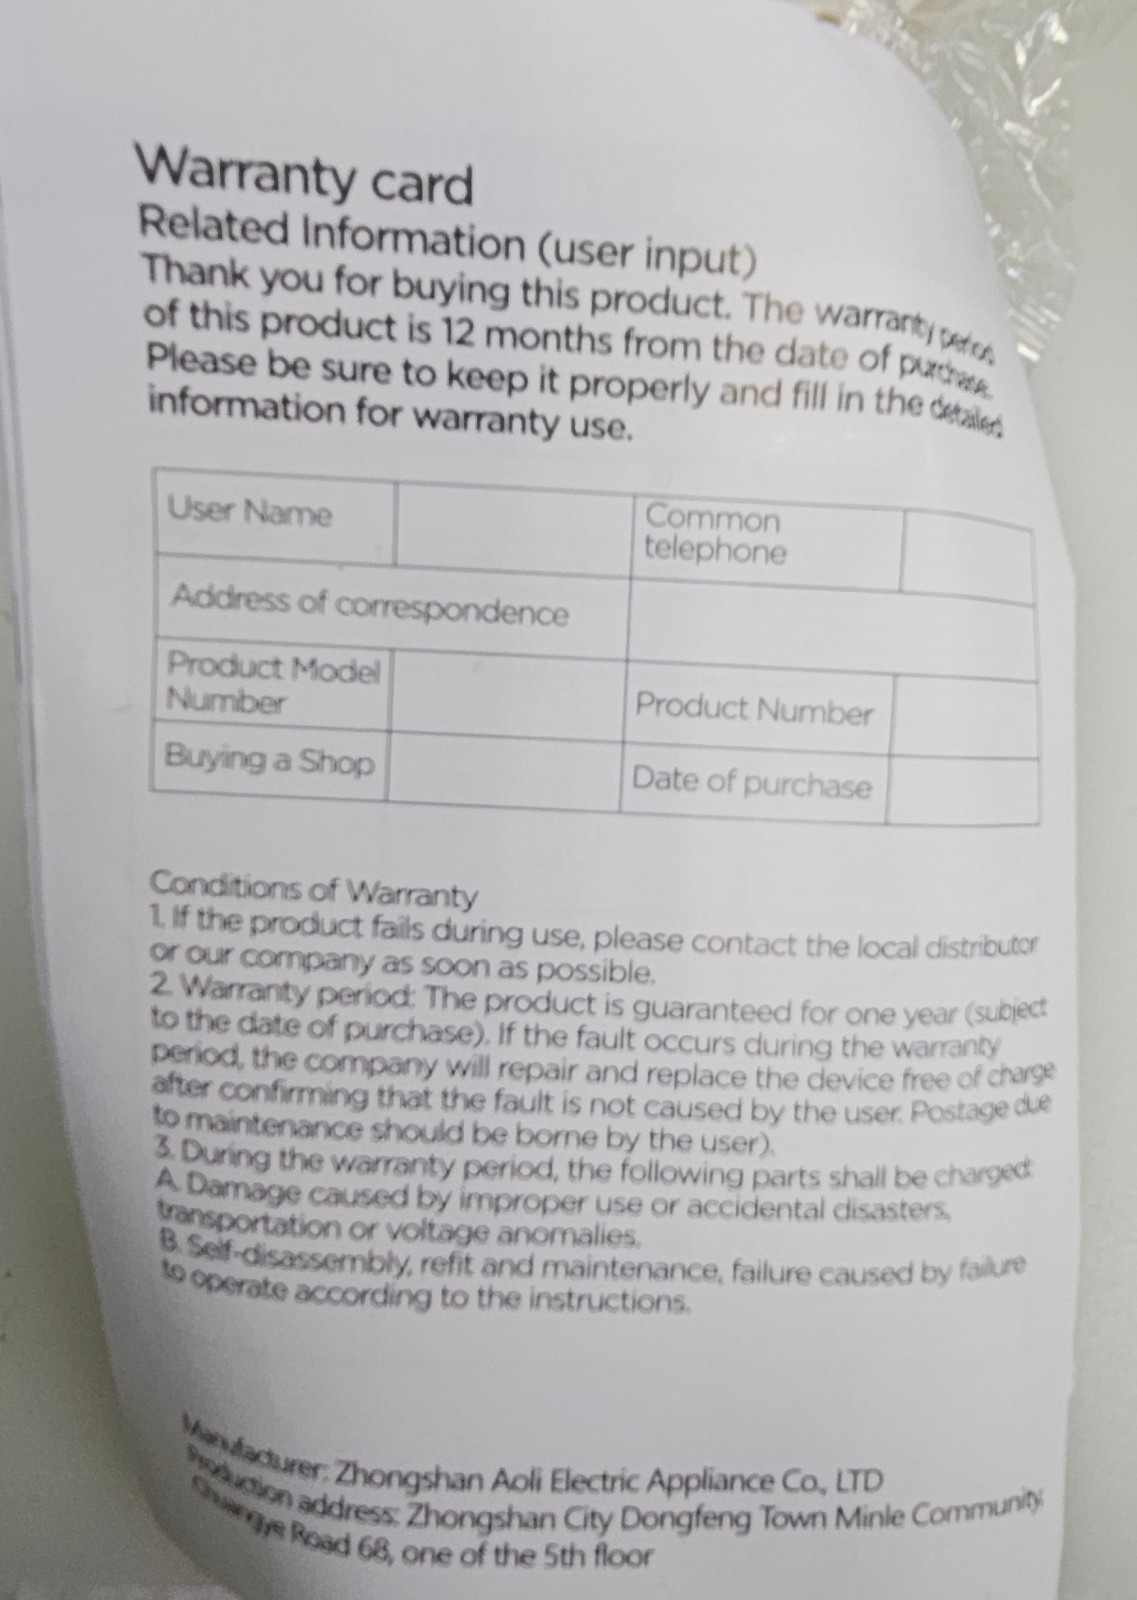 Warranty card
Related Information (user input)
Thank you for buying this product. The warranty period
of this product is 12 months from the date of purchase.
Please be sure to keep it properly and fill in the detailed
information for warranty use.
User Name
Common
telephone
Address of correspondence
Product Model
Number
Product Number
Buying a Shop
Date of purchase
Conditions of Warranty
1. If the product fails during use, please contact the local distributor
or our company as soon as possible.
2. Warranty period: The product is guaranteed for one year (subject
to the date of purchase). If the fault occurs during the warranty
period, the company will repair and replace the device free of charge
after confirming that the fault is not caused by the user. Postage due
to maintenance should be borne by the user).
3. During the warranty period, the following parts shall be charged:
A. Damage caused by improper use or accidental disasters,
transportation or voltage anomalies.
B. Self-disassembly, refit and maintenance, failure caused by failure
to operate according to the instructions.
Manufacturer: Zhongshan Aoli Electric Appliance Co., LTD
Production address: Zhongshan City Dongfeng Town Minle Community
Chuangye Road 68, one of the 5th floor